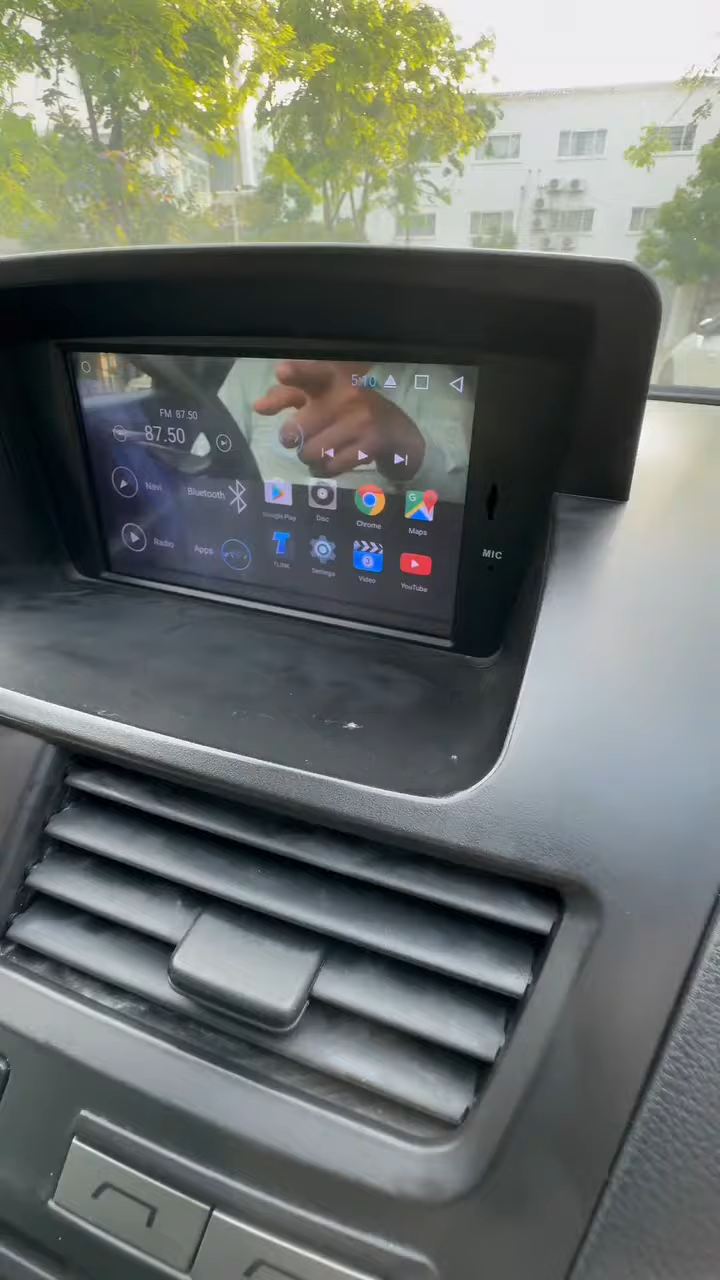 5:10
FM 87.50
87.50
Navi
Bluetooth
Google Play
Disc
Chrome
Maps
Radio
Apps
TLINK
Settings
Video
YouTube
MIC